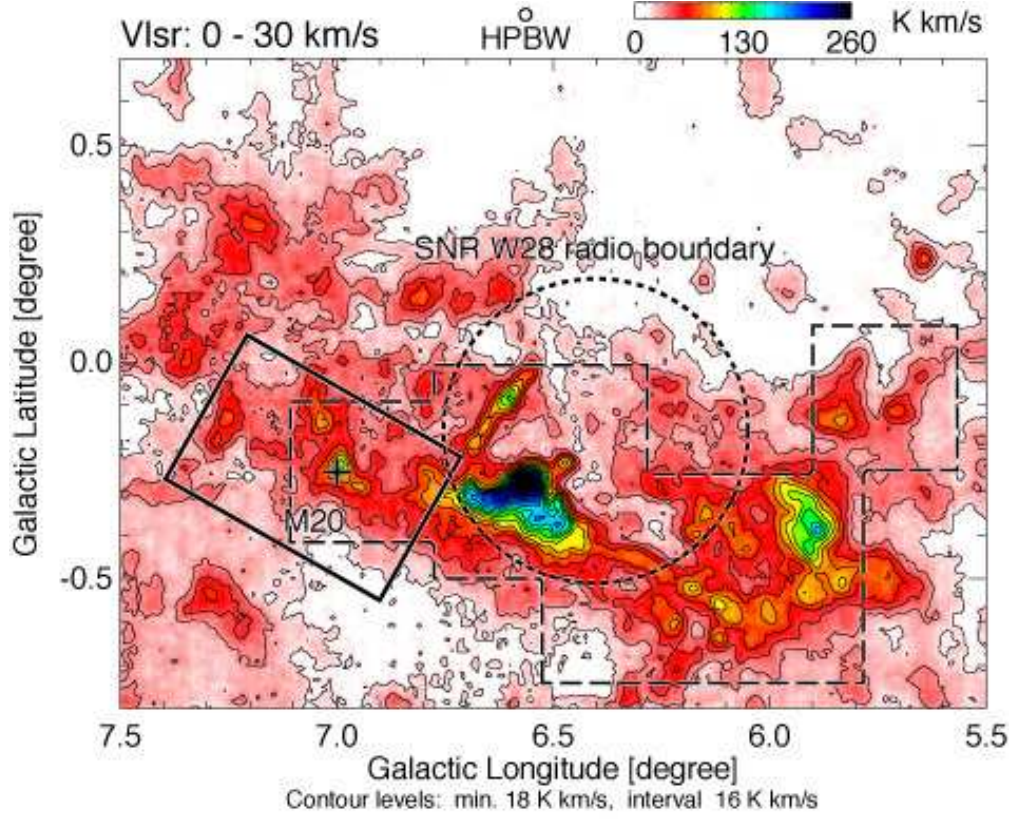 Vlsr: 0 - 30 km/s
HPBW
K km/s
0 130 260
0.5
0.0
-0.5
Galactic Latitude [degree]
SNR W28 radio boundary
M20
7.5 7.0 6.5 6.0 5.5
Galactic Longitude [degree]
Contour levels: min. 18 K km/s, interval 16 K km/s